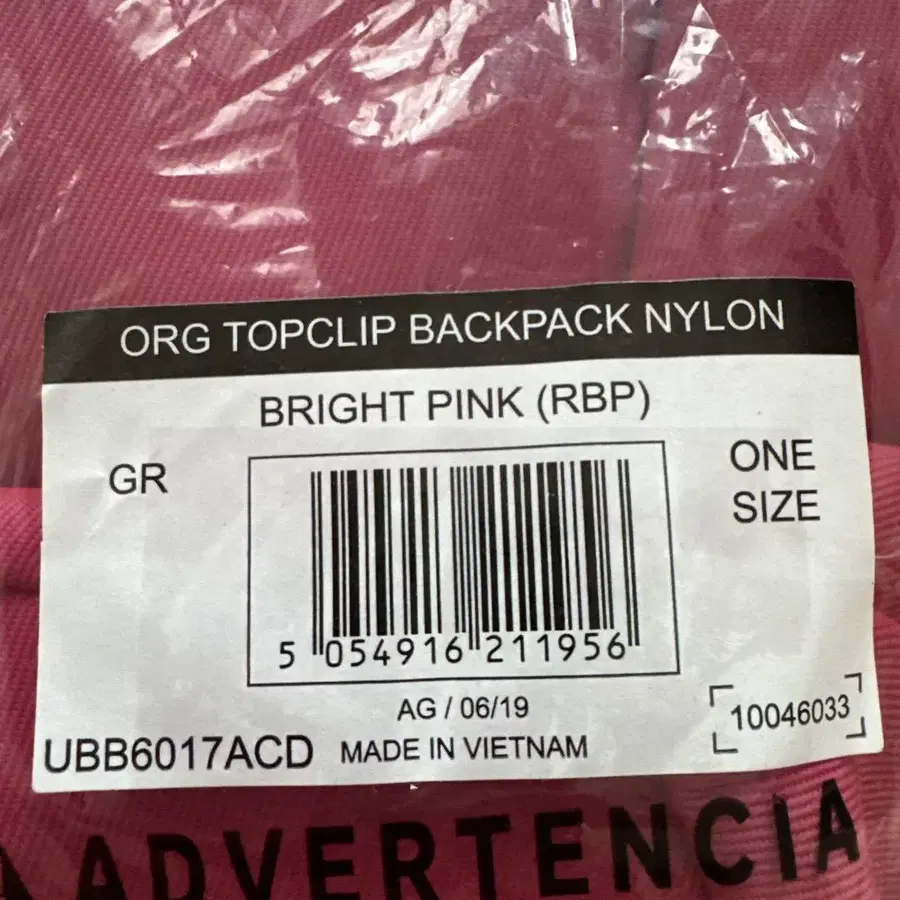 ORG TOPCLIP BACKPACK NYLON
BRIGHT PINK (RBP)
GR
ONE
SIZE
5 054916 211956
AG / 06/19
10046033
UBB6017ACD
MADE IN VIETNAM
ADVERTENCIA